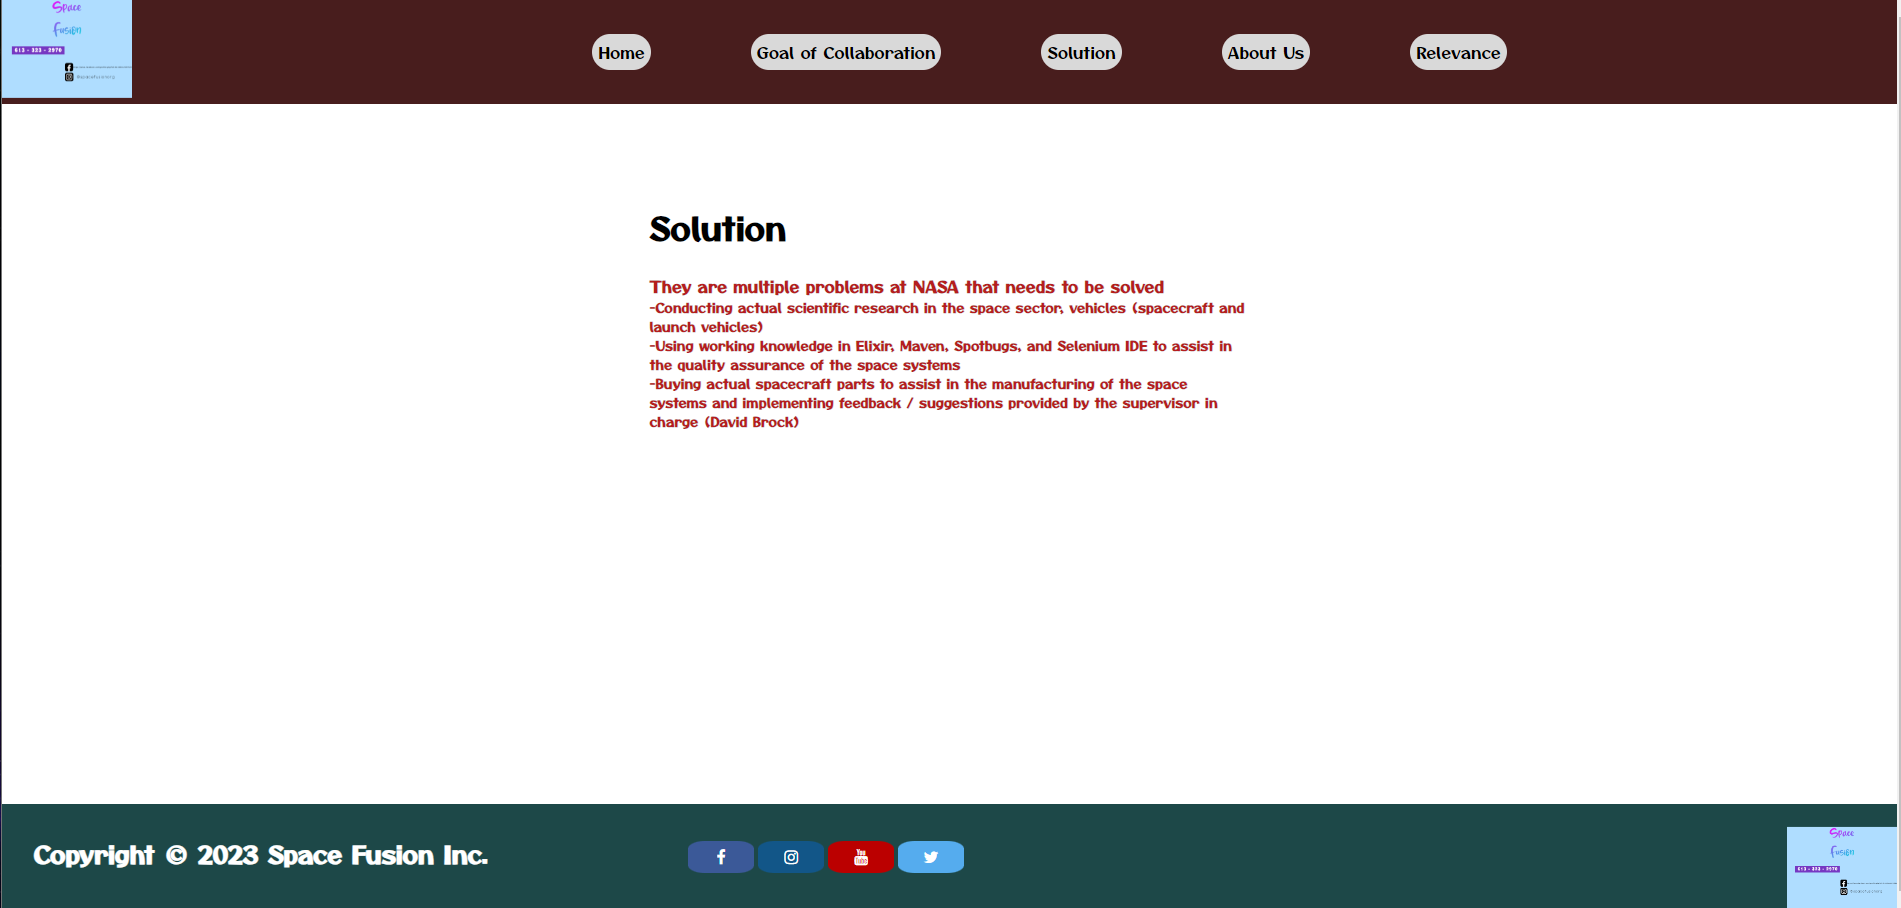 Space
Fusion
613 - 323 - 3970
Home
Goal of Collaboration
Solution
About Us
Relevance
Solution
They are multiple problems at NASA that needs to be solved
-Conducting actual scientific research in the space sector, vehicles (spacecraft and
launch vehicles)
-Using working knowledge in Elixir, Maven, Spotbugs, and Selenium IDE to assist in
the quality assurance of the space systems
-Buying actual spacecraft parts to assist in the manufacturing of the space
systems and implementing feedback / suggestions provided by the supervisor in
charge (David Brock)
Copyright © 2023 Space Fusion Inc.
You
Tube
Space
Fusion
613 - 323 - 3970